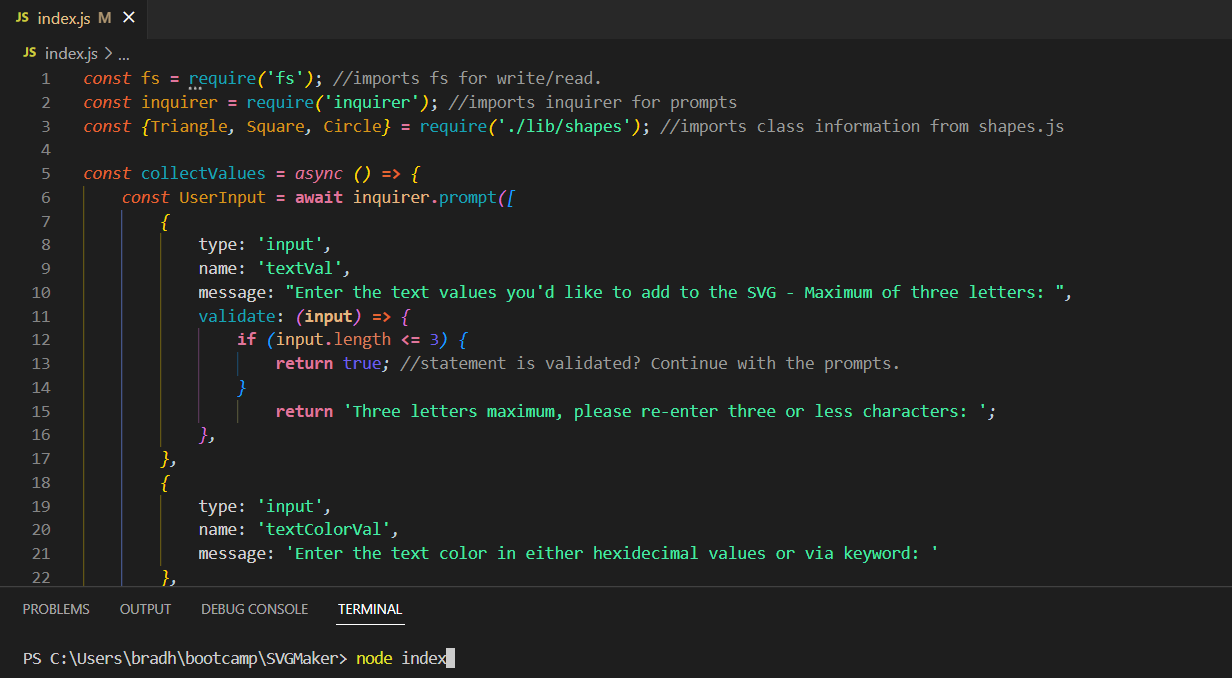 JS index.js M ×
JS index.js > ...
1 const fs = require('fs'); //imports fs for write/read.
2 const inquirer = require('inquirer'); //imports inquirer for prompts
3 const {Triangle, Square, Circle} = require('./lib/shapes'); //imports class information from shapes.js
4
5 const collectValues = async () => {
6     const UserInput = await inquirer.prompt([
7         {
8             type: 'input',
9             name: 'textVal',
10             message: "Enter the text values you'd like to add to the SVG - Maximum of three letters: ",
11             validate: (input) => {
12                 if (input.length <= 3) {
13                     return true; //statement is validated? Continue with the prompts.
14                 }
15                     return 'Three letters maximum, please re-enter three or less characters: ';
16             },
17         },
18         {
19             type: 'input',
20             name: 'textColorVal',
21             message: 'Enter the text color in either hexidecimal values or via keyword: '
22         },
PROBLEMS OUTPUT DEBUG CONSOLE TERMINAL
PS C:\Users\bradh\bootcamp\SVGMaker> node index